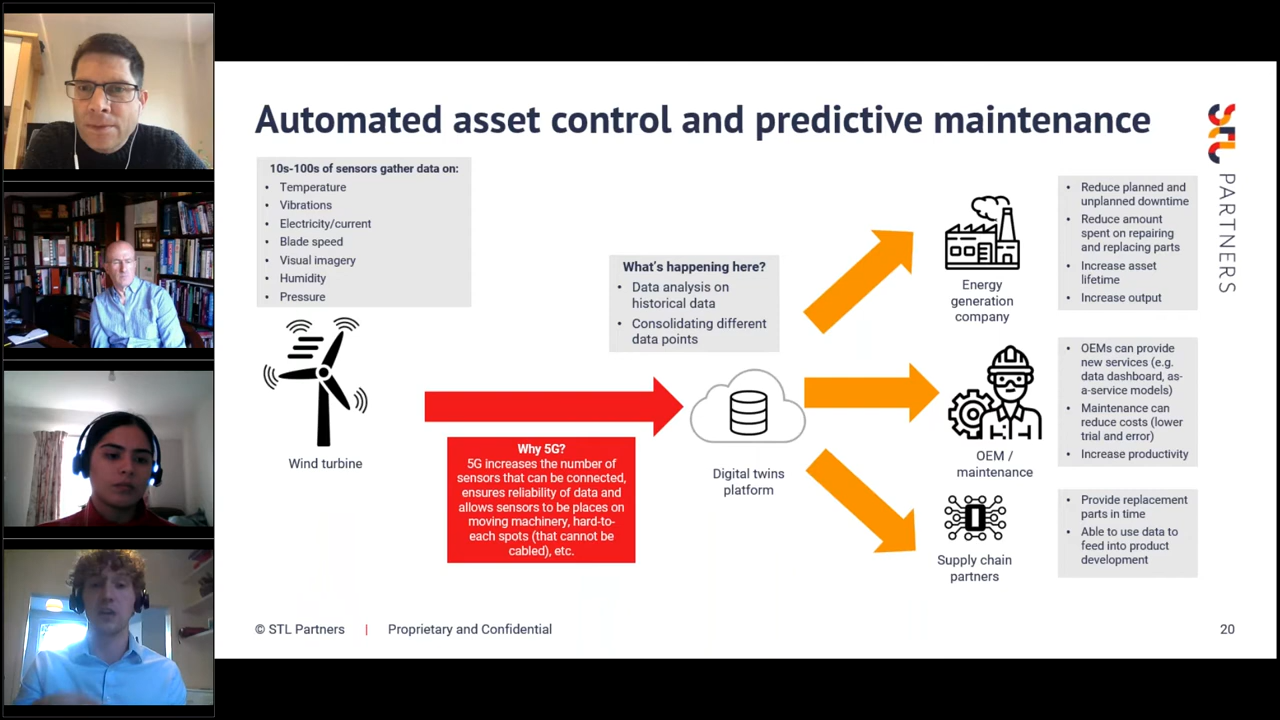 Automated asset control and predictive maintenance
STL
PARTNERS
10s-100s of sensors gather data on:
• Temperature
• Vibrations
• Electricity/current
• Blade speed
• Visual imagery
• Humidity
• Pressure
Wind turbine
Why 5G?
5G increases the number of
sensors that can be connected,
ensures reliability of data and
allows sensors to be places on
moving machinery, hard-to-
each spots (that cannot be
cabled), etc.
What's happening here?
• Data analysis on
historical data
• Consolidating different
data points
Digital twins
platform
Energy
generation
company
• Reduce planned and
unplanned downtime
• Reduce amount
spent on repairing
and replacing parts
• Increase asset
lifetime
• Increase output
OEM /
maintenance
• OEMs can provide
new services (e.g.
data dashboard, as-
a-service models)
• Maintenance can
reduce costs (lower
trial and error)
• Increase productivity
Supply chain
partners
• Provide replacement
parts in time
• Able to use data to
feed into product
development
© STL Partners | Proprietary and Confidential
20